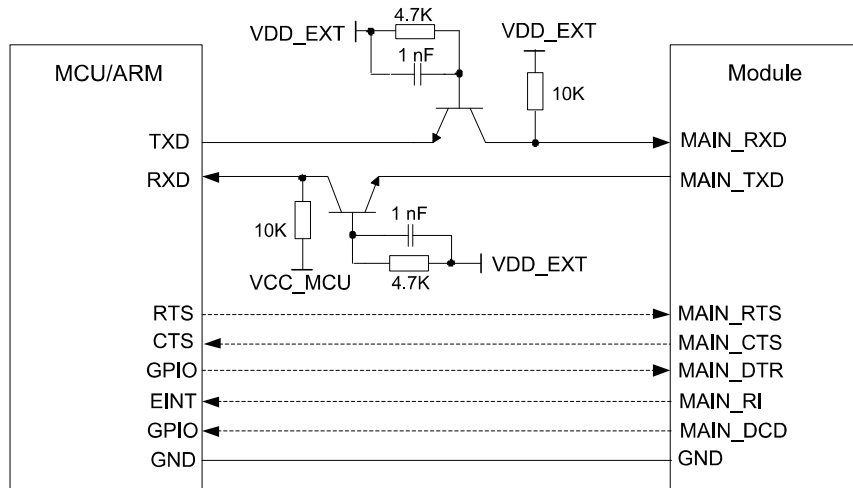 4.7K
VDD_EXT
VDD_EXT
1 nF
MCU/ARM
Module
10K
TXD
MAIN_RXD
RXD
MAIN_TXD
1 nF
10K
VDD_EXT
VCC_MCU
4.7K
RTS
MAIN_RTS
CTS
MAIN_CTS
GPIO
MAIN_DTR
EINT
MAIN_RI
GPIO
MAIN_DCD
GND
GND